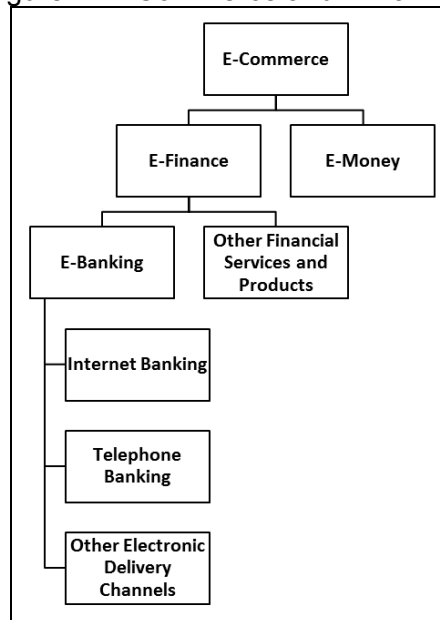 E-Commerce
E-Finance
E-Money
E-Banking
Other Financial
Services and
Products
Internet Banking
Telephone
Banking
Other Electronic
Delivery
Channels